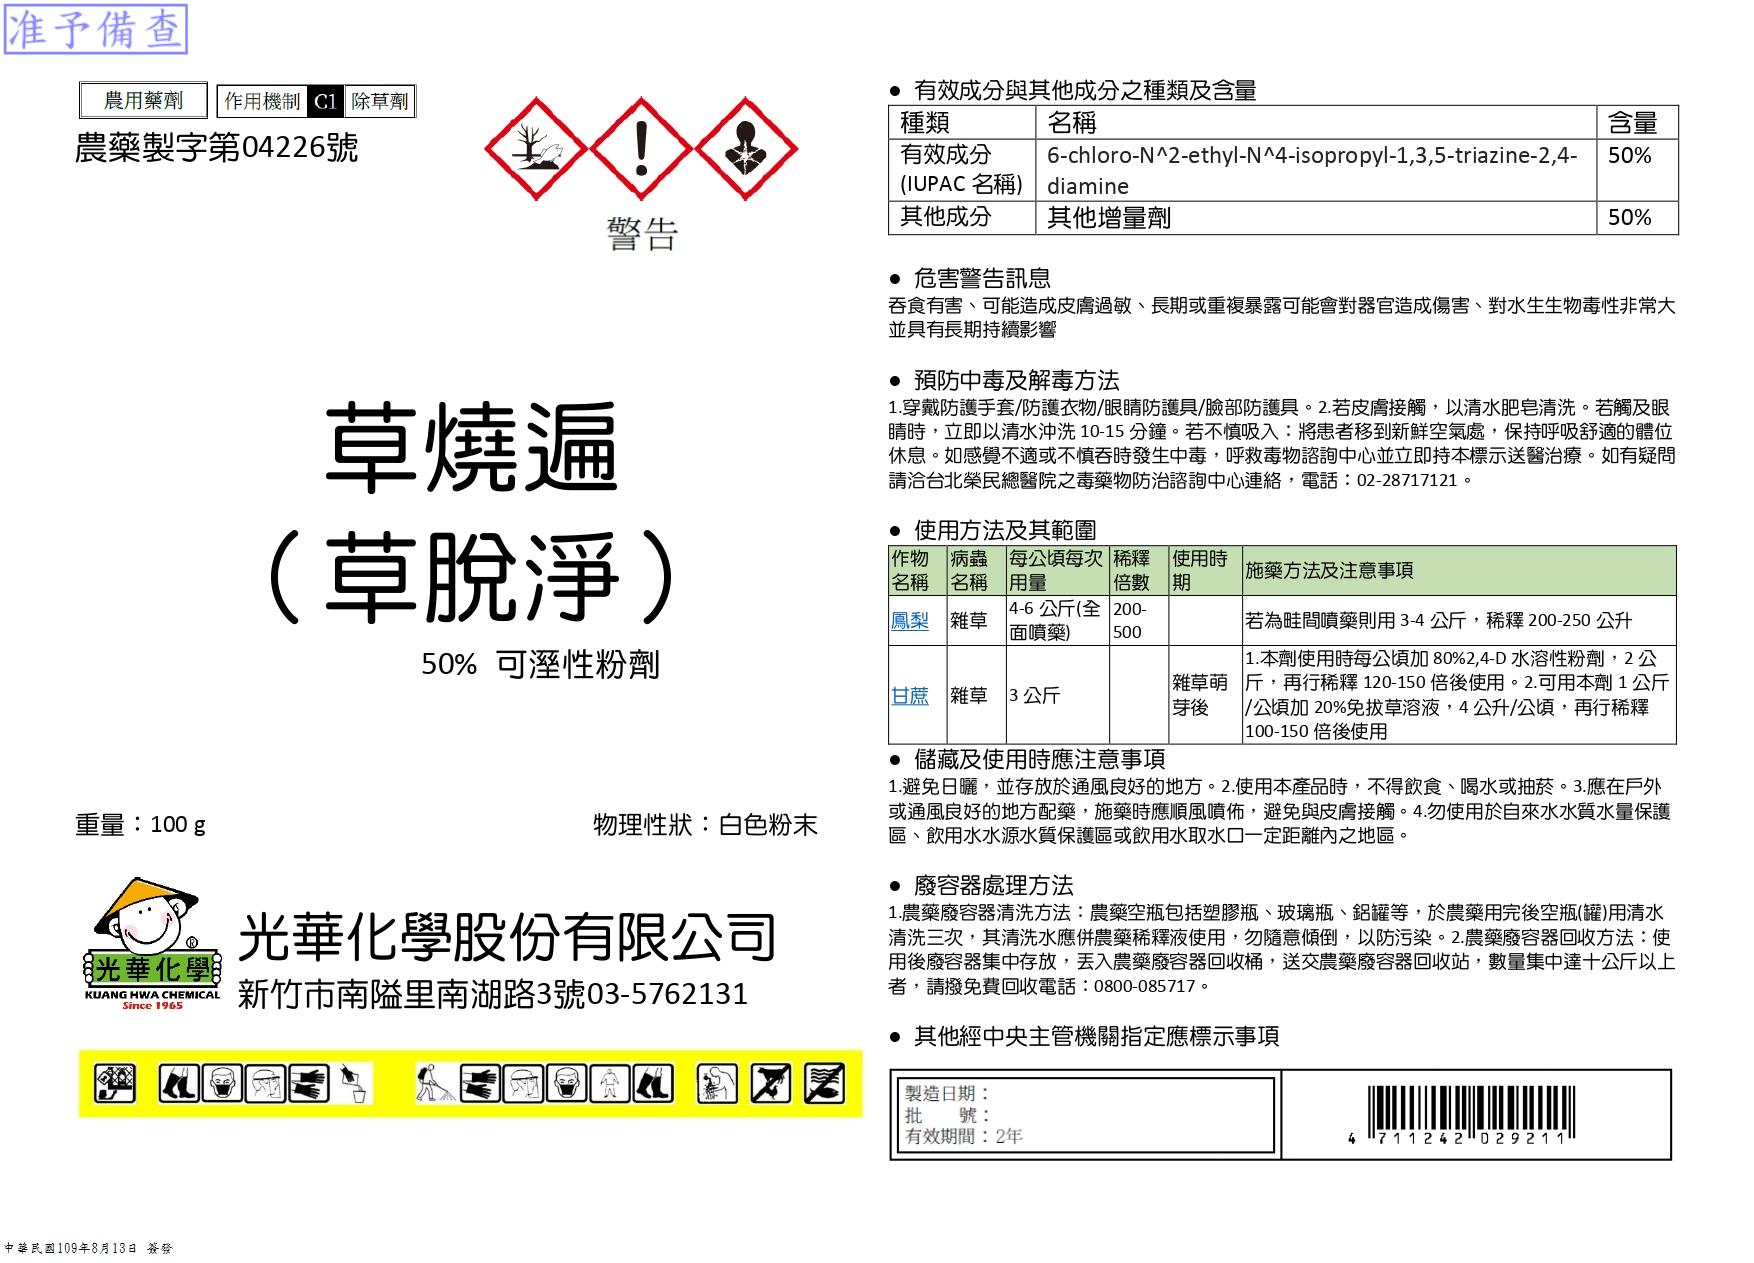 准予備查
農用藥劑
作用機制 C1 除草劑
農藥製字第04226號
警告
草燒遍
（草脫淨）
50% 可溼性粉劑
重量：100 g
物理性狀：白色粉末
光華化學
®
KUANG HWA CHEMICAL
Since 1965
光華化學股份有限公司
新竹市南隘里南湖路3號03-5762131
● 有效成分與其他成分之種類及含量
種類 名稱 含量
有效成分 6-chloro-N^2-ethyl-N^4-isopropyl-1,3,5-triazine-2,4- 50%
(IUPAC 名稱) diamine
其他成分 其他增量劑 50%
● 危害警告訊息
吞食有害、可能造成皮膚過敏、長期或重複暴露可能會對器官造成傷害、對水生生物毒性非常大
並具有長期持續影響
● 預防中毒及解毒方法
1.穿戴防護手套/防護衣物/眼睛防護具/臉部防護具。2.若皮膚接觸，以清水肥皂清洗。若觸及眼
睛時，立即以清水沖洗 10-15 分鐘。若不慎吸入：將患者移到新鮮空氣處，保持呼吸舒適的體位
休息。如感覺不適或不慎吞時發生中毒，呼救毒物諮詢中心並立即持本標示送醫治療。如有疑問
請洽台北榮民總醫院之毒藥物防治諮詢中心連絡，電話：02-28717121。
● 使用方法及其範圍
作物 病蟲 每公頃每次 稀釋 使用時 施藥方法及注意事項
名稱 名稱 用量 倍數 期
鳳梨 雜草 4-6 公斤(全 200- 若為畦間噴藥則用 3-4 公斤，稀釋 200-250 公升
面噴藥) 500
甘蔗 雜草 3 公斤 雜草萌
芽後
1.本劑使用時每公頃加 80%2,4-D 水溶性粉劑，2 公
斤，再行稀釋 120-150 倍後使用。2.可用本劑 1 公斤
/公頃加 20%免拔草溶液，4 公升/公頃，再行稀釋
100-150 倍後使用
● 儲藏及使用時應注意事項
1.避免日曬，並存放於通風良好的地方。2.使用本產品時，不得飲食、喝水或抽菸。3.應在戶外
或通風良好的地方配藥，施藥時應順風噴佈，避免與皮膚接觸。4.勿使用於自來水水質水量保護
區、飲用水水源水質保護區或飲用水取水口一定距離內之地區。
● 廢容器處理方法
1.農藥廢容器清洗方法：農藥空瓶包括塑膠瓶、玻璃瓶、鋁罐等，於農藥用完後空瓶(罐)用清水
清洗三次，其清洗水應併農藥稀釋液使用，勿隨意傾倒，以防污染。2.農藥廢容器回收方法：使
用後廢容器集中存放，丟入農藥廢容器回收桶，送交農藥廢容器回收站，數量集中達十公斤以上
者，請撥免費回收電話：0800-085717。
● 其他經中央主管機關指定應標示事項
製造日期：
批 號：
有效期間：2年
4 711242 029211
中華民國109年8月13日 簽發